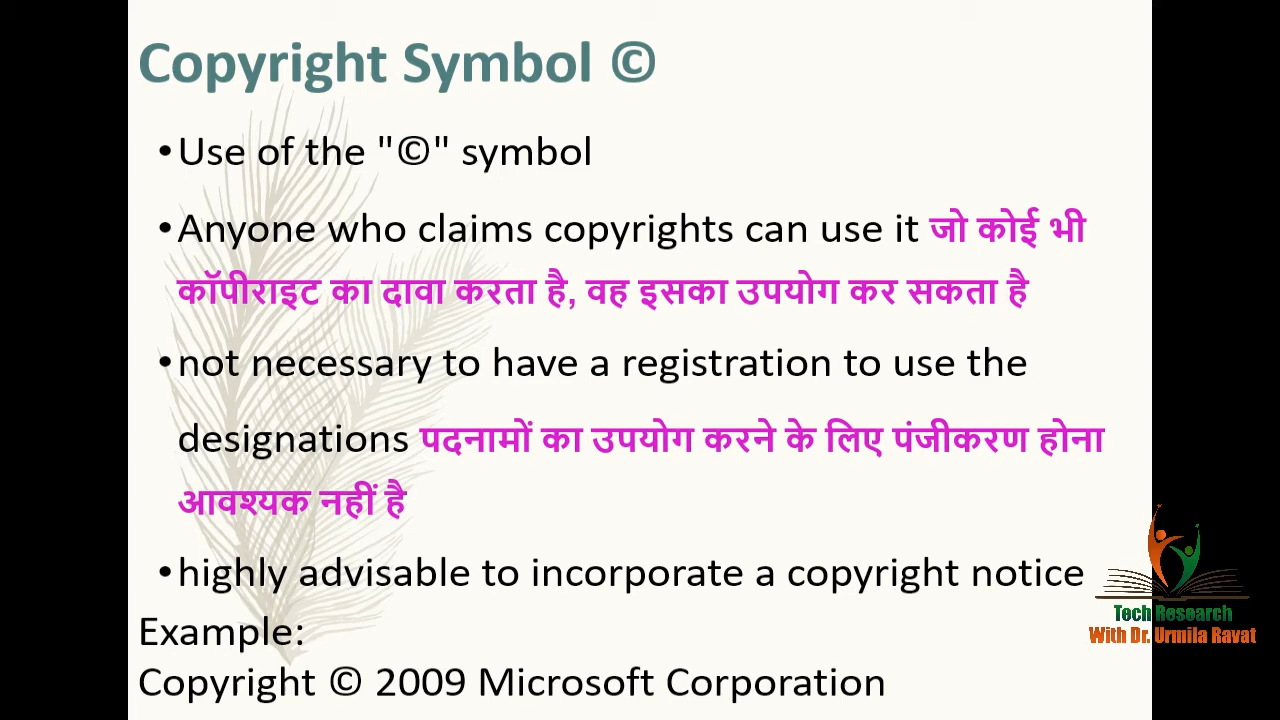 Copyright Symbol ©
•Use of the "©" symbol
•Anyone who claims copyrights can use it जो कोई भी
कॉपीराइट का दावा करता है, वह इसका उपयोग कर सकता है
•not necessary to have a registration to use the
designations पदनामों का उपयोग करने के लिए पंजीकरण होना
आवश्यक नहीं है
•highly advisable to incorporate a copyright notice
Example:
Copyright © 2009 Microsoft Corporation
Tech Research
With Dr. Urmila Ravat